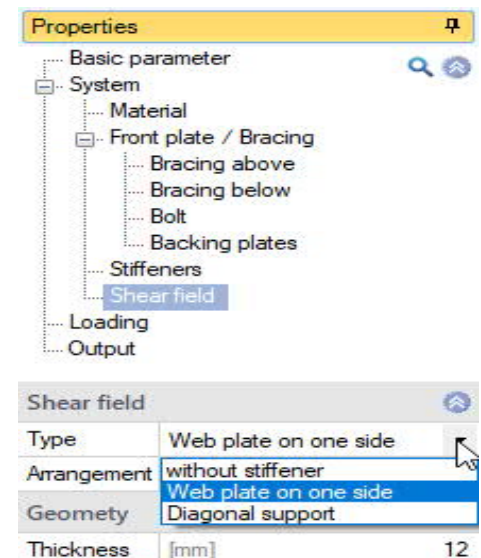 Properties
Basic parameter
System
Material
Front plate / Bracing
Bracing above
Bracing below
Bolt
Backing plates
Stiffeners
Shear field
Loading
Output
Shear field
Type Web plate on one side
Arrangement without stiffener
Web plate on one side
Geomety Diagonal support
Thickness [mm] 12